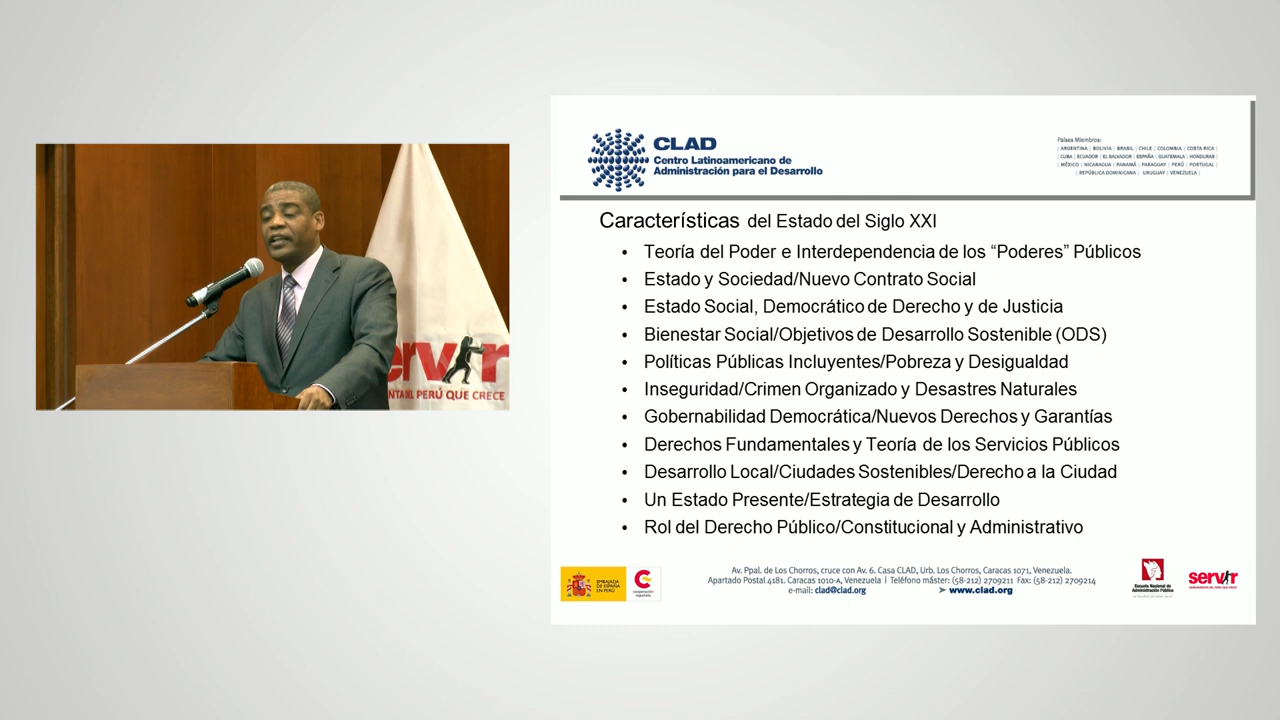 ervir
NTA DEL PERÚ QUE CRECE
CLAD
Centro Latinoamericano de
Administración para el Desarrollo
Países Miembros:
| ARGENTINA | BOLIVIA | BRASIL | CHILE | COLOMBIA | COSTA RICA |
| CUBA | ECUADOR | EL SALVADOR | ESPAÑA | GUATEMALA | HONDURAS |
| MÉXICO | NICARAGUA | PANAMÁ | PARAGUAY | PERÚ | PORTUGAL |
| REPÚBLICA DOMINICANA | URUGUAY | VENEZUELA |
Características del Estado del Siglo XXI
• Teoría del Poder e Interdependencia de los “Poderes” Públicos
• Estado y Sociedad/Nuevo Contrato Social
• Estado Social, Democrático de Derecho y de Justicia
• Bienestar Social/Objetivos de Desarrollo Sostenible (ODS)
• Políticas Públicas Incluyentes/Pobreza y Desigualdad
• Inseguridad/Crimen Organizado y Desastres Naturales
• Gobernabilidad Democrática/Nuevos Derechos y Garantías
• Derechos Fundamentales y Teoría de los Servicios Públicos
• Desarrollo Local/Ciudades Sostenibles/Derecho a la Ciudad
• Un Estado Presente/Estrategia de Desarrollo
• Rol del Derecho Público/Constitucional y Administrativo
EMBAJADA
DE ESPAÑA
EN PERÚ
cooperación
española
Av. Ppal. de Los Chorros, cruce con Av. 6. Casa CLAD, Urb. Los Chorros, Caracas 1071, Venezuela.
Apartado Postal 4181. Caracas 1010-A, Venezuela | Teléfono máster: (58-212) 2709211 Fax: (58-212) 2709214
e-mail: clad@clad.org ➤ www.clad.org
Escuela Nacional de
Administración Pública
servir